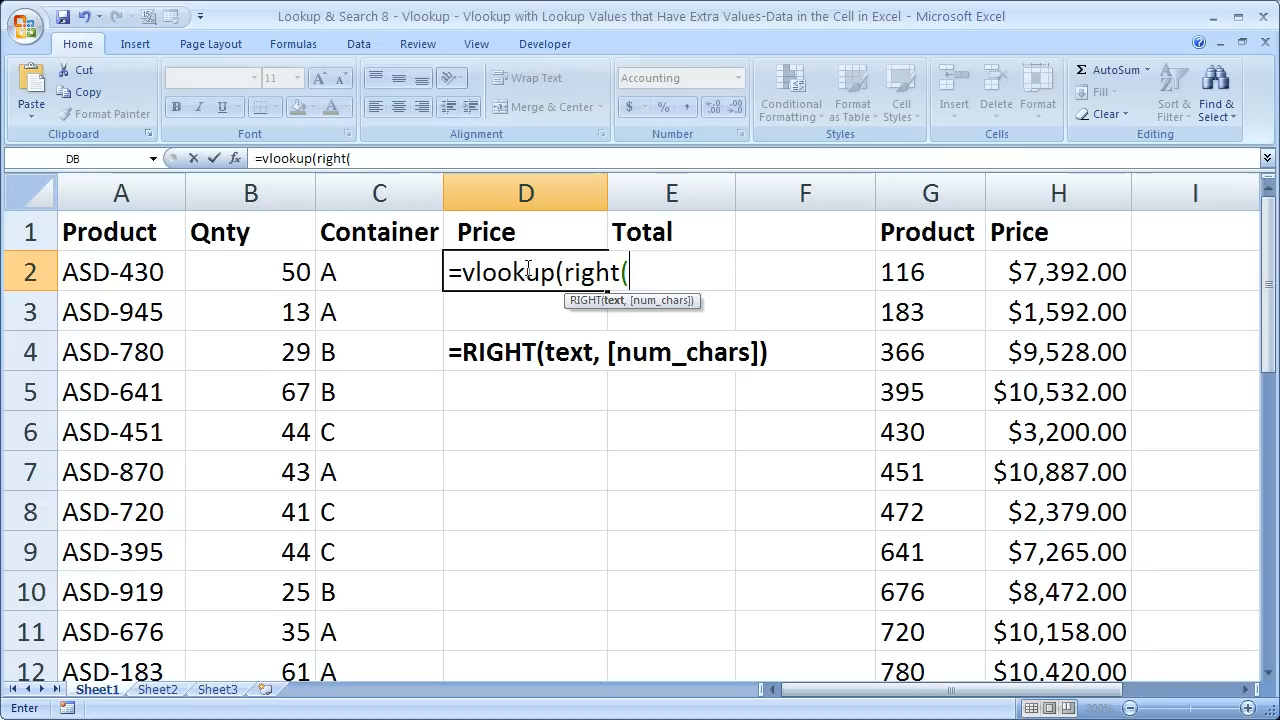 Lookup & Search 8 - Vlookup - Vlookup with Lookup Values that Have Extra Values-Data in the Cell in Excel - Microsoft Excel
Home Insert Page Layout Formulas Data Review View Developer
Paste Cut Copy Format Painter
11
Wrap Text
Merge & Center
Accounting
$ % ,
Conditional Formatting Format as Table Cell Styles
Insert Delete Format
AutoSum Fill Clear Sort & Filter Find & Select
Clipboard Font Alignment Number Styles Cells Editing
DB =vlookup(right(
A B C D E F G H I
1 Product Qnty Container Price Total Product Price
2 ASD-430 50 A =vlookup(right( 116 $7,392.00
RIGHT(text, [num_chars])
3 ASD-945 13 A 183 $1,592.00
4 ASD-780 29 B =RIGHT(text, [num_chars]) 366 $9,528.00
5 ASD-641 67 B 395 $10,532.00
6 ASD-451 44 C 430 $3,200.00
7 ASD-870 43 A 451 $10,887.00
8 ASD-720 41 C 472 $2,379.00
9 ASD-395 44 C 641 $7,265.00
10 ASD-919 25 B 676 $8,472.00
11 ASD-676 35 A 720 $10,158.00
12 ASD-183 61 A 780 $10,420.00
Sheet1 Sheet2 Sheet3
Enter 200%